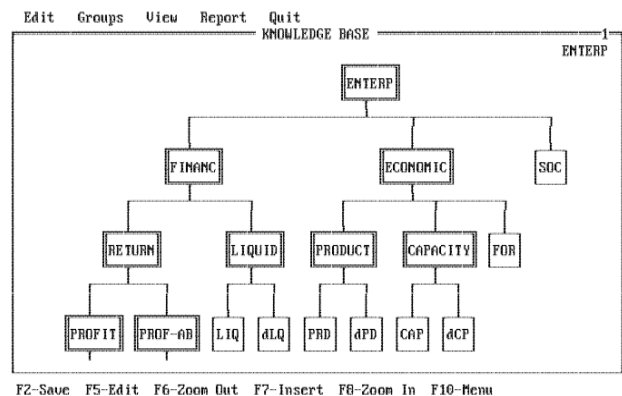 Edit Groups View Report Quit
KNOWLEDGE BASE 1
ENTERP
ENTERP
FINANC ECONOMIC SOC
RETURN LIQUID PRODUCT CAPACITY FOR
PROFIT PROF-AB LIQ dLQ PRD dPD CAP dCP
F2-Save F5-Edit F6-Zoom Out F7-Insert F8-Zoom In F10-Menu